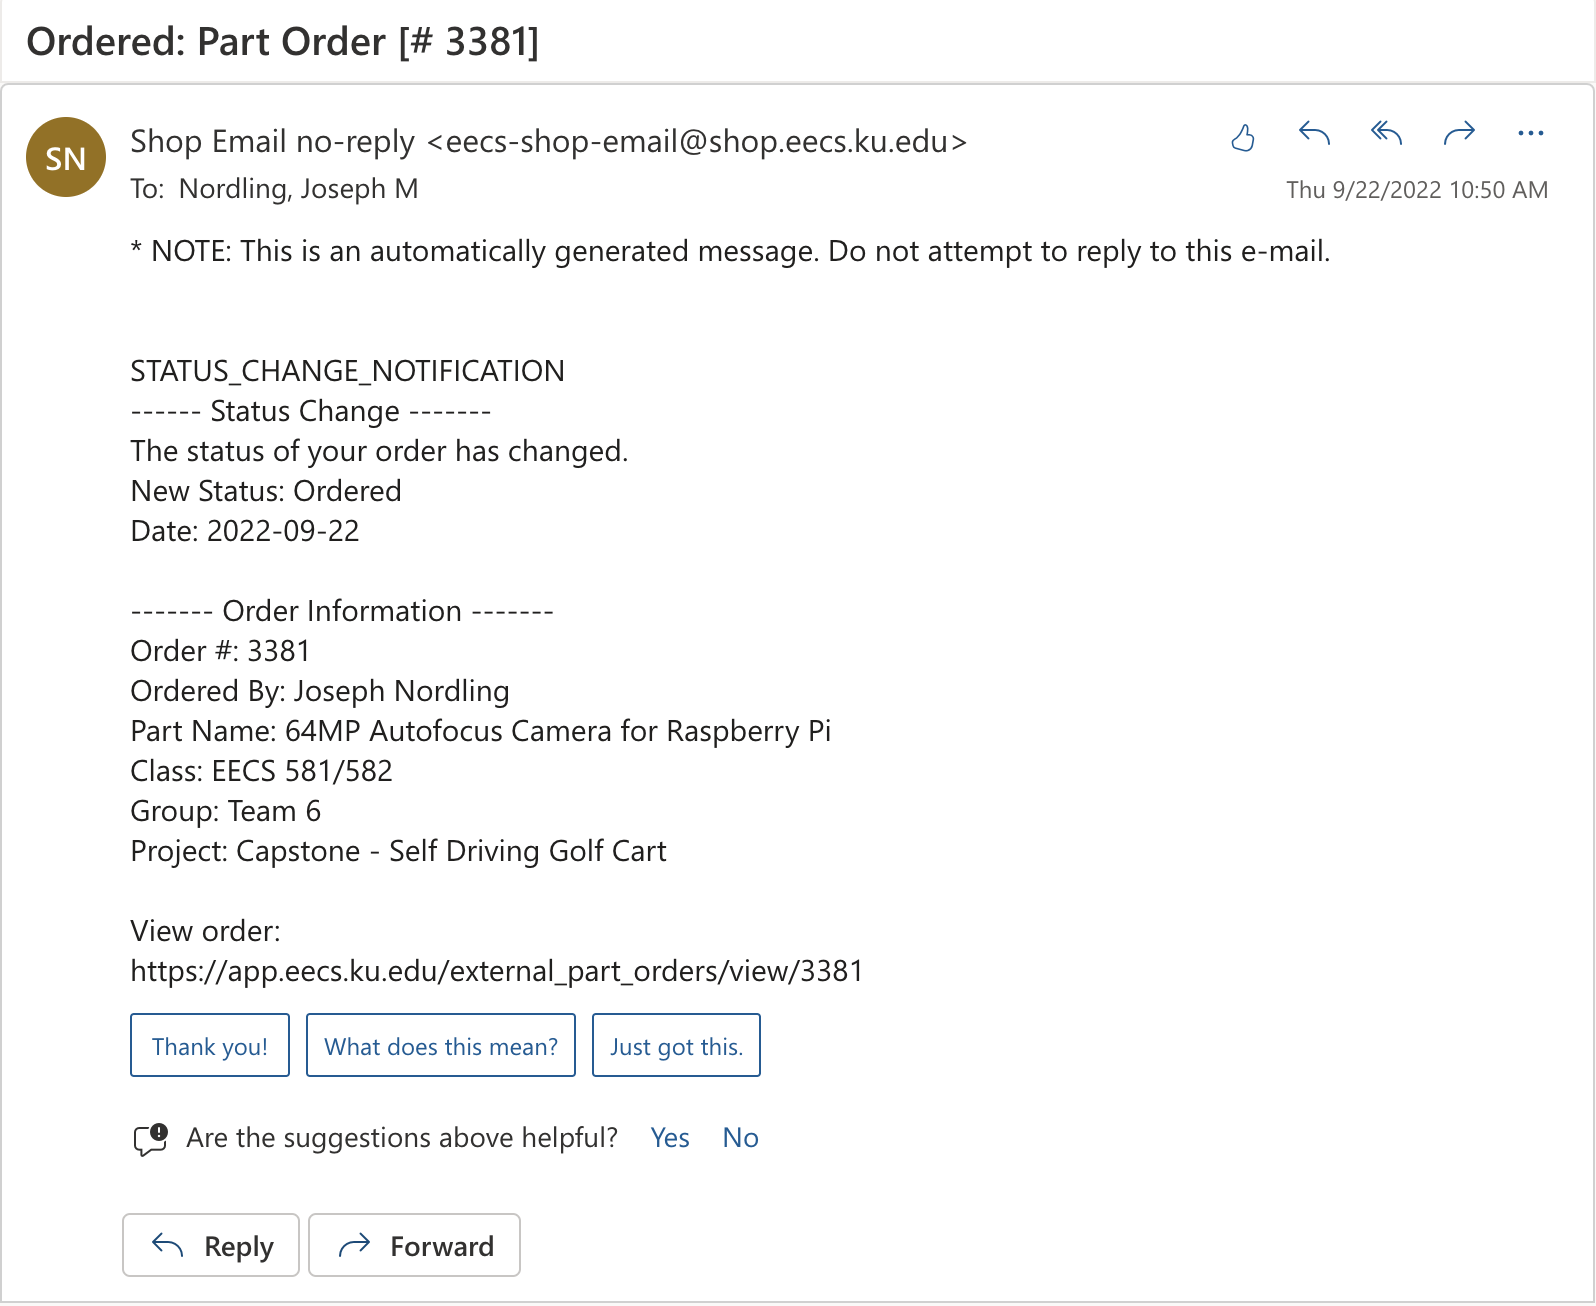 Ordered: Part Order [# 3381]
SN
Shop Email no-reply <eecs-shop-email@shop.eecs.ku.edu>
To: Nordling, Joseph M
Thu 9/22/2022 10:50 AM
* NOTE: This is an automatically generated message. Do not attempt to reply to this e-mail.
STATUS_CHANGE_NOTIFICATION
------ Status Change -------
The status of your order has changed.
New Status: Ordered
Date: 2022-09-22
------- Order Information -------
Order #: 3381
Ordered By: Joseph Nordling
Part Name: 64MP Autofocus Camera for Raspberry Pi
Class: EECS 581/582
Group: Team 6
Project: Capstone - Self Driving Golf Cart
View order:
https://app.eecs.ku.edu/external_part_orders/view/3381
Thank you! What does this mean? Just got this.
Are the suggestions above helpful? Yes No
Reply Forward